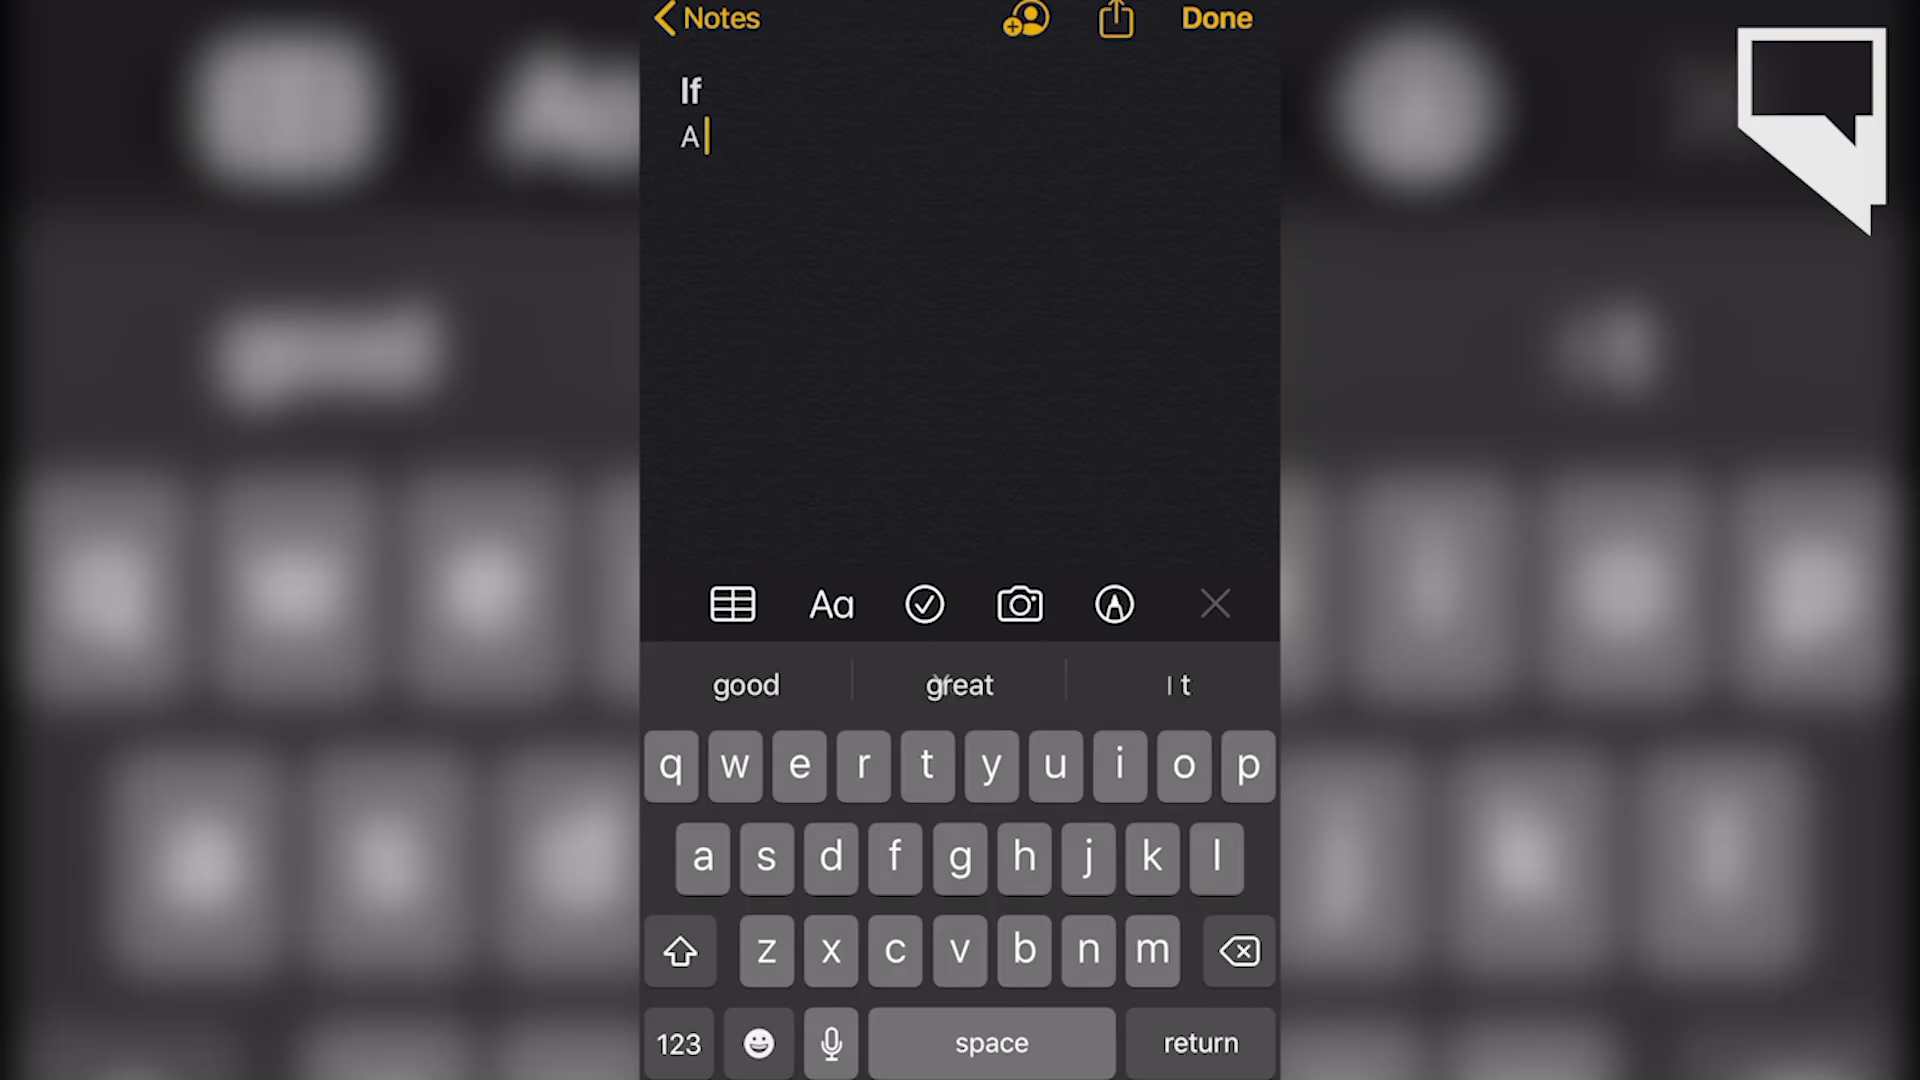 Notes Done
If
A
Aa
good great
q w e r t y u i o p
a s d f g h j k l
z x c v b n m
123 space return